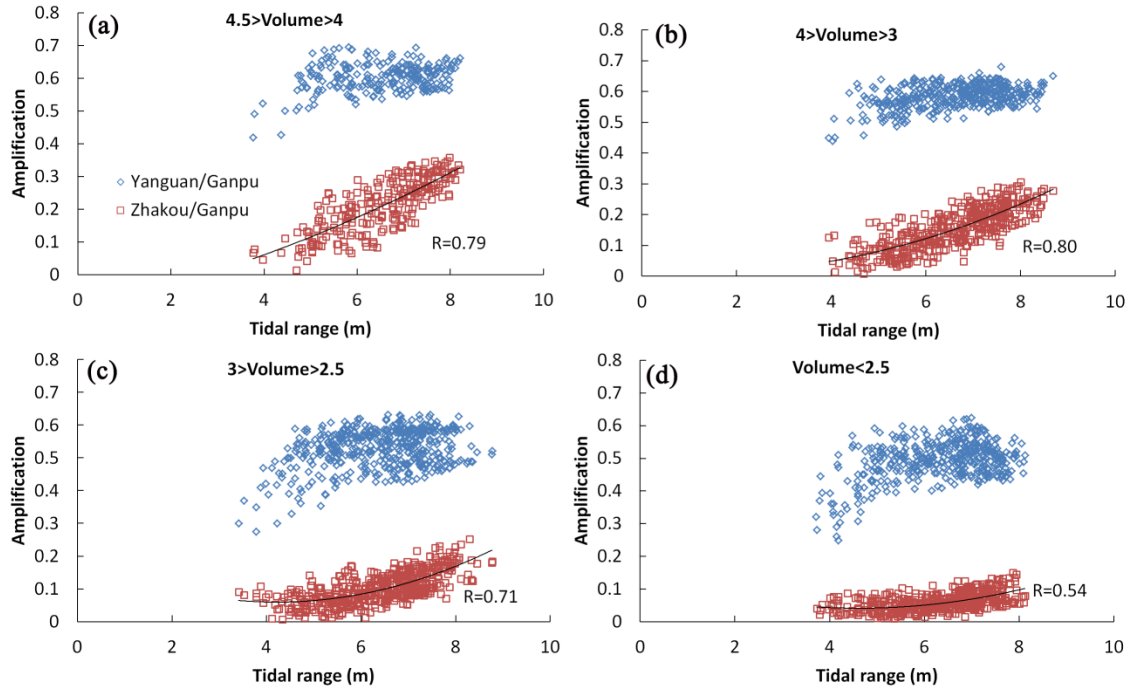 (a)
4.5>Volume>4
0.8
0.7
0.6
0.5
0.4
0.3
0.2
0.1
0
Amplification
Yanguan/Ganpu
Zhakou/Ganpu
R=0.79
0 2 4 6 8 10
Tidal range (m)
(b)
4>Volume>3
0.8
0.7
0.6
0.5
0.4
0.3
0.2
0.1
0
Amplification
R=0.80
0 2 4 6 8 10
Tidal range (m)
(c)
3>Volume>2.5
0.8
0.7
0.6
0.5
0.4
0.3
0.2
0.1
0
Amplification
R=0.71
0 2 4 6 8 10
Tidal range (m)
(d)
Volume<2.5
0.8
0.7
0.6
0.5
0.4
0.3
0.2
0.1
0
Amplification
R=0.54
0 2 4 6 8 10
Tidal range (m)